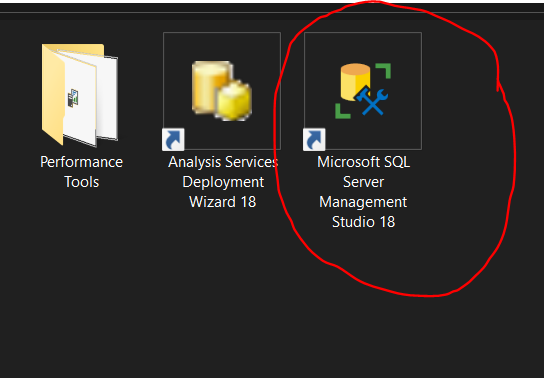 Performance
Tools
Analysis Services
Deployment
Wizard 18
Microsoft SQL
Server
Management
Studio 18